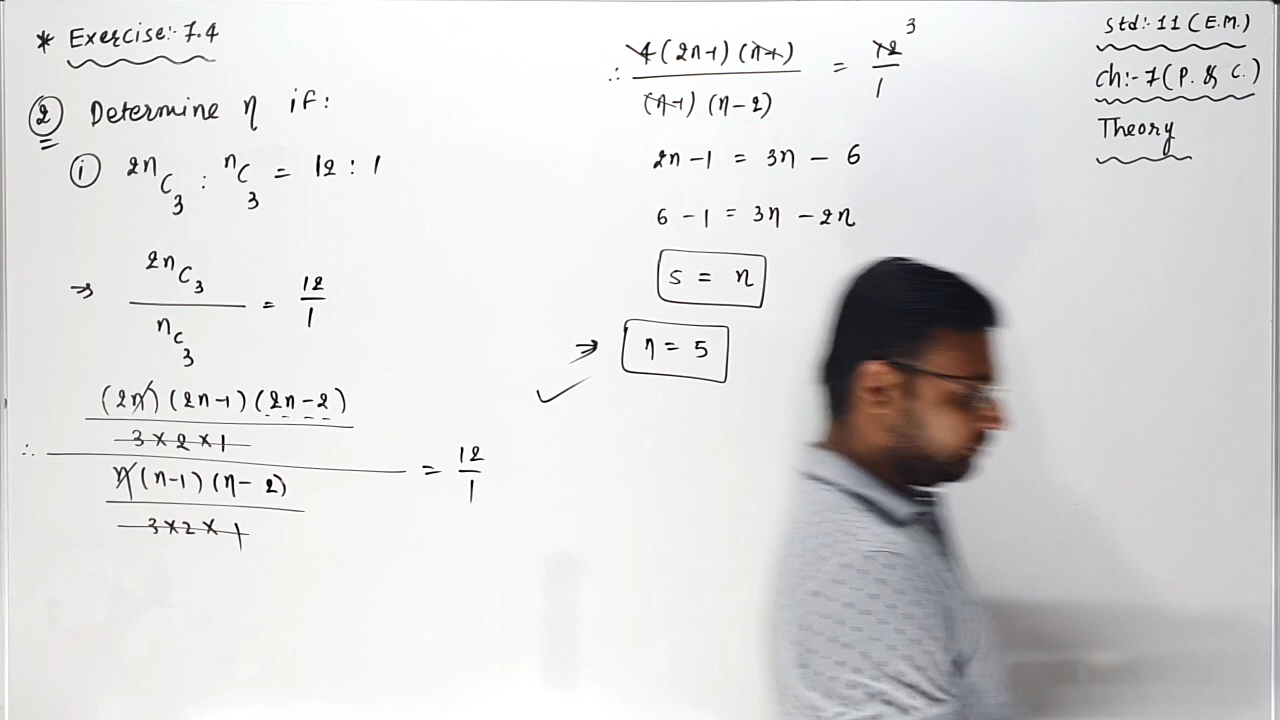 * Exercise:- 7.4
② Determine n if:
① 2nC3 : nC3 = 12 : 1
⇒ 2nC3 / nC3 = 12/1
∴ (2n)(2n-1)(2n-2) / 3×2×1 / n(n-1)(n-2) / 3×2×1 = 12/1
∴ 4(2n-1)(n-1) / (n-1)(n-2) = 12/1 3
2n-1 = 3n - 6
6 - 1 = 3n - 2n
5 = n
⇒ n = 5
✓
Std:- 11 (E.M.)
Ch:- 7 (P. & C.)
Theory